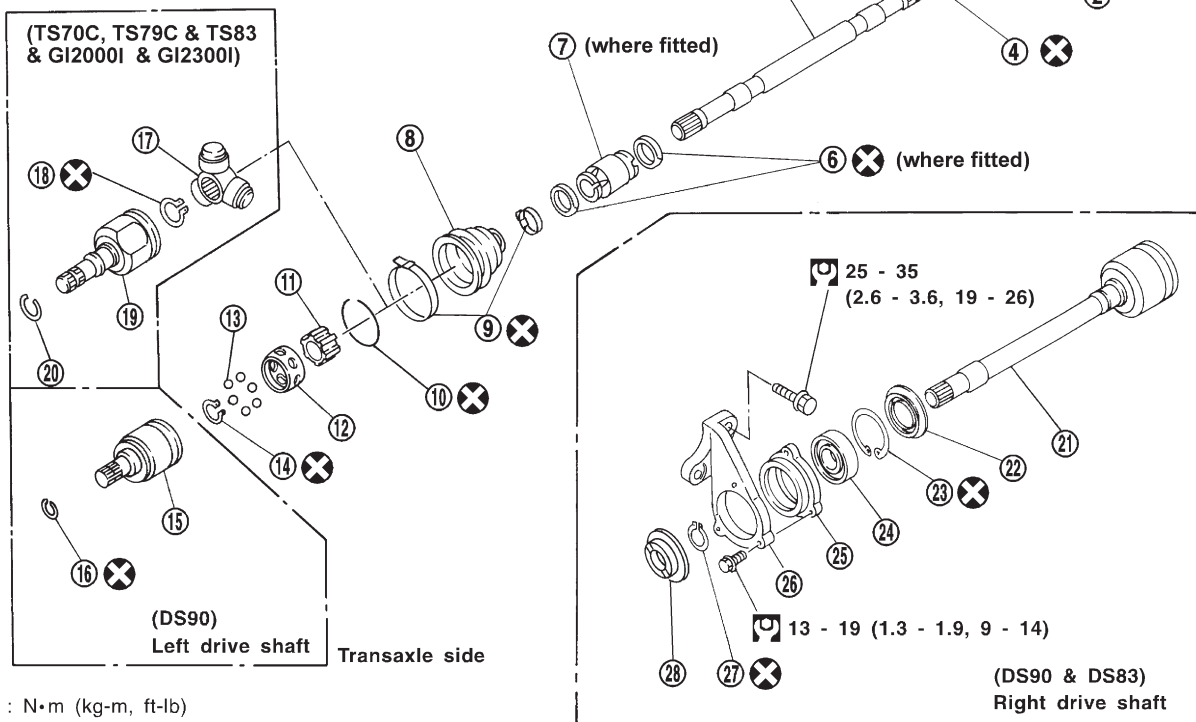 (TS70C, TS79C & TS83
& GI2000I & GI2300I)
2
4
7 (where fitted)
6 (where fitted)
8
17
18
19
20
9
10
11
12
13
14
15
16
(DS90)
Left drive shaft
Transaxle side
25 - 35
(2.6 - 3.6, 19 - 26)
21
22
23
24
25
26
27
28
13 - 19 (1.3 - 1.9, 9 - 14)
(DS90 & DS83)
Right drive shaft
: N•m (kg-m, ft-lb)